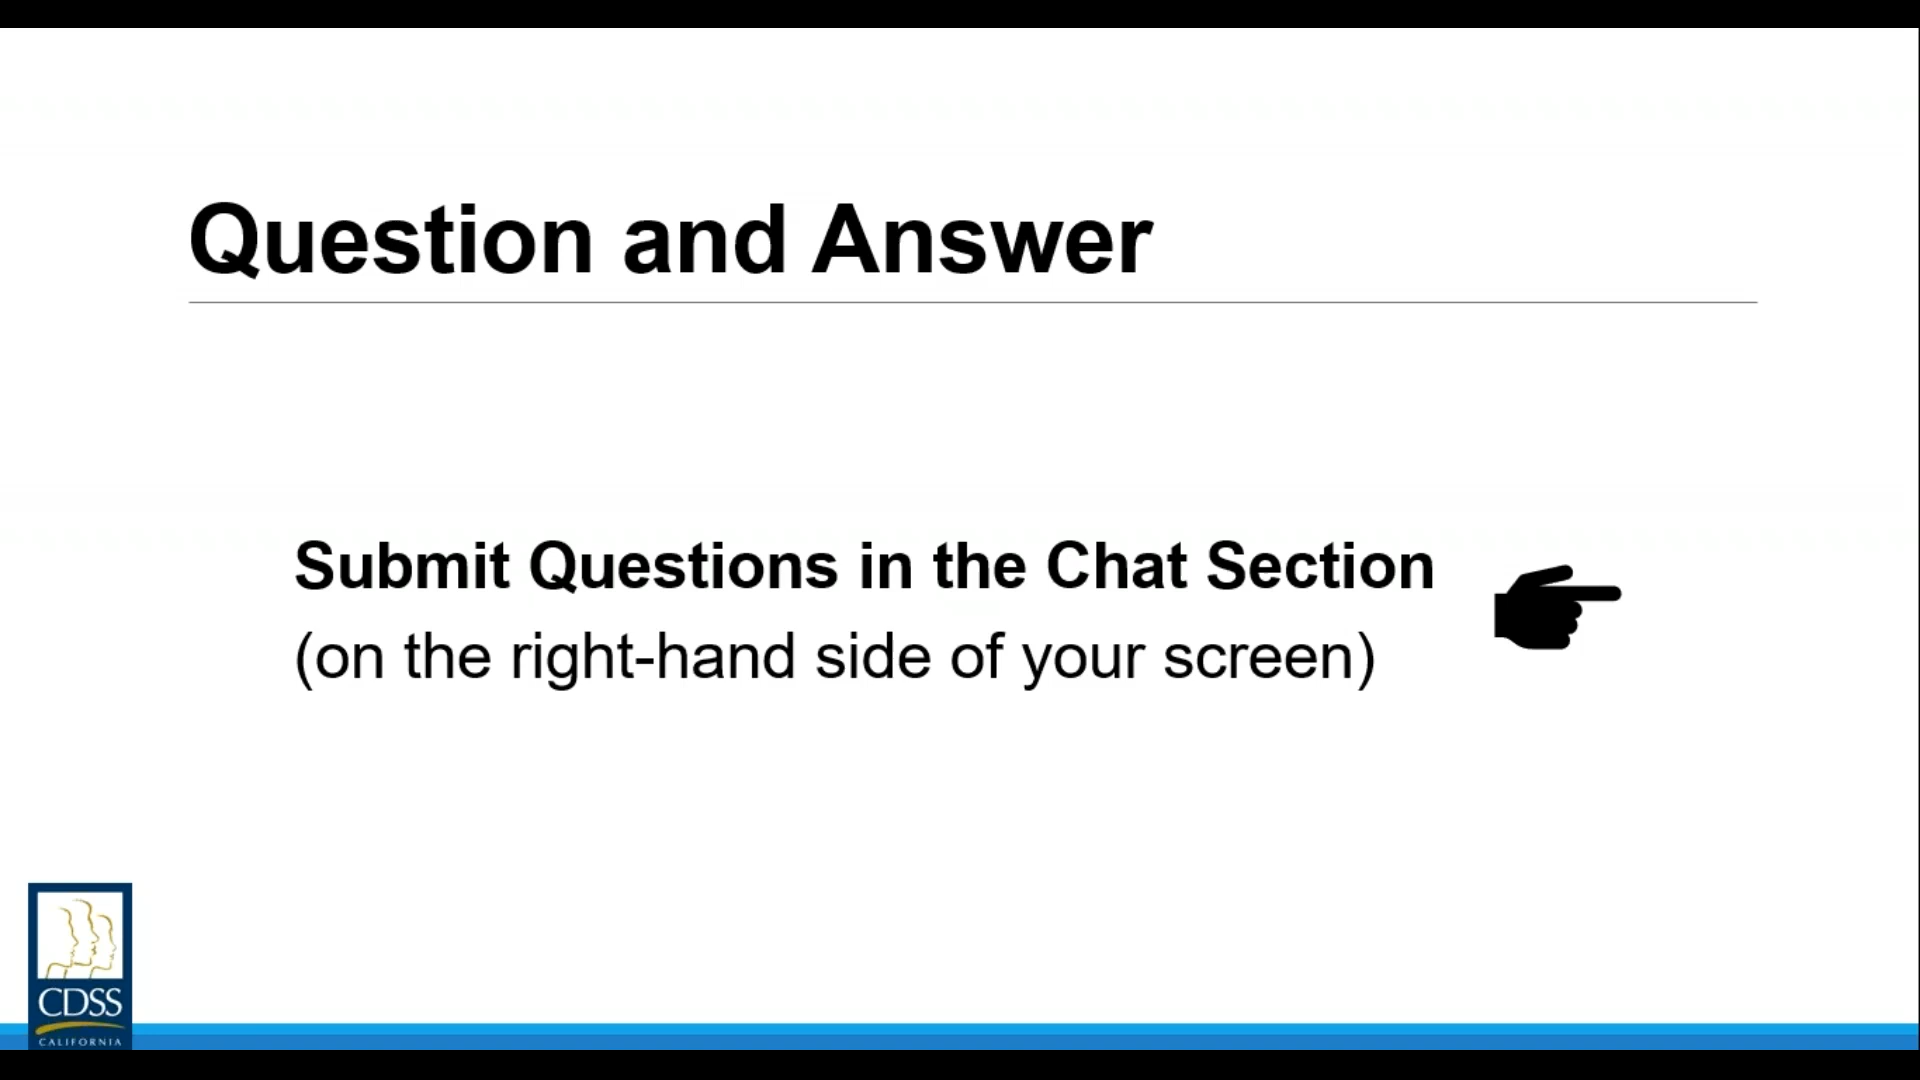 Question and Answer
Submit Questions in the Chat Section
(on the right-hand side of your screen)
CDSS
CALIFORNIA